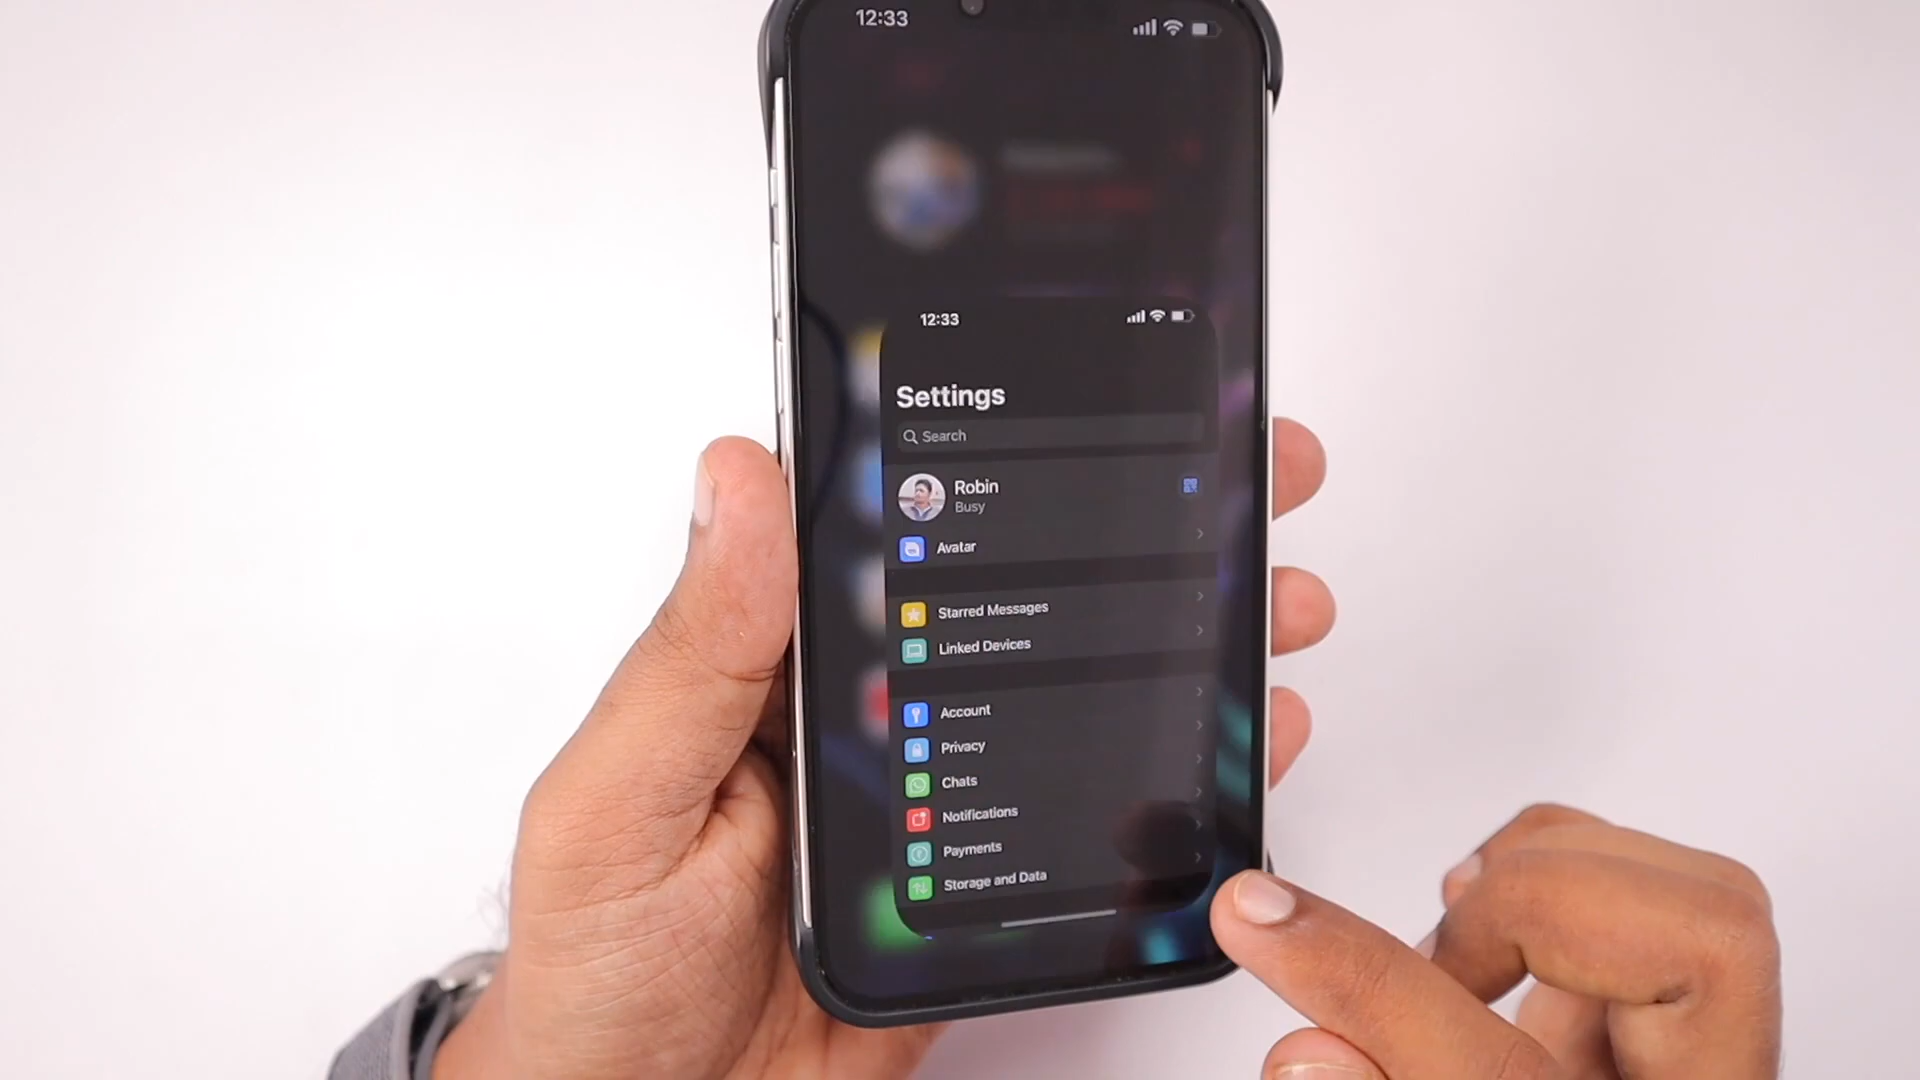 12:33
12:33
Settings
Search
Robin
Busy
Avatar
Starred Messages
Linked Devices
Account
Privacy
Chats
Notifications
Payments
Storage and Data